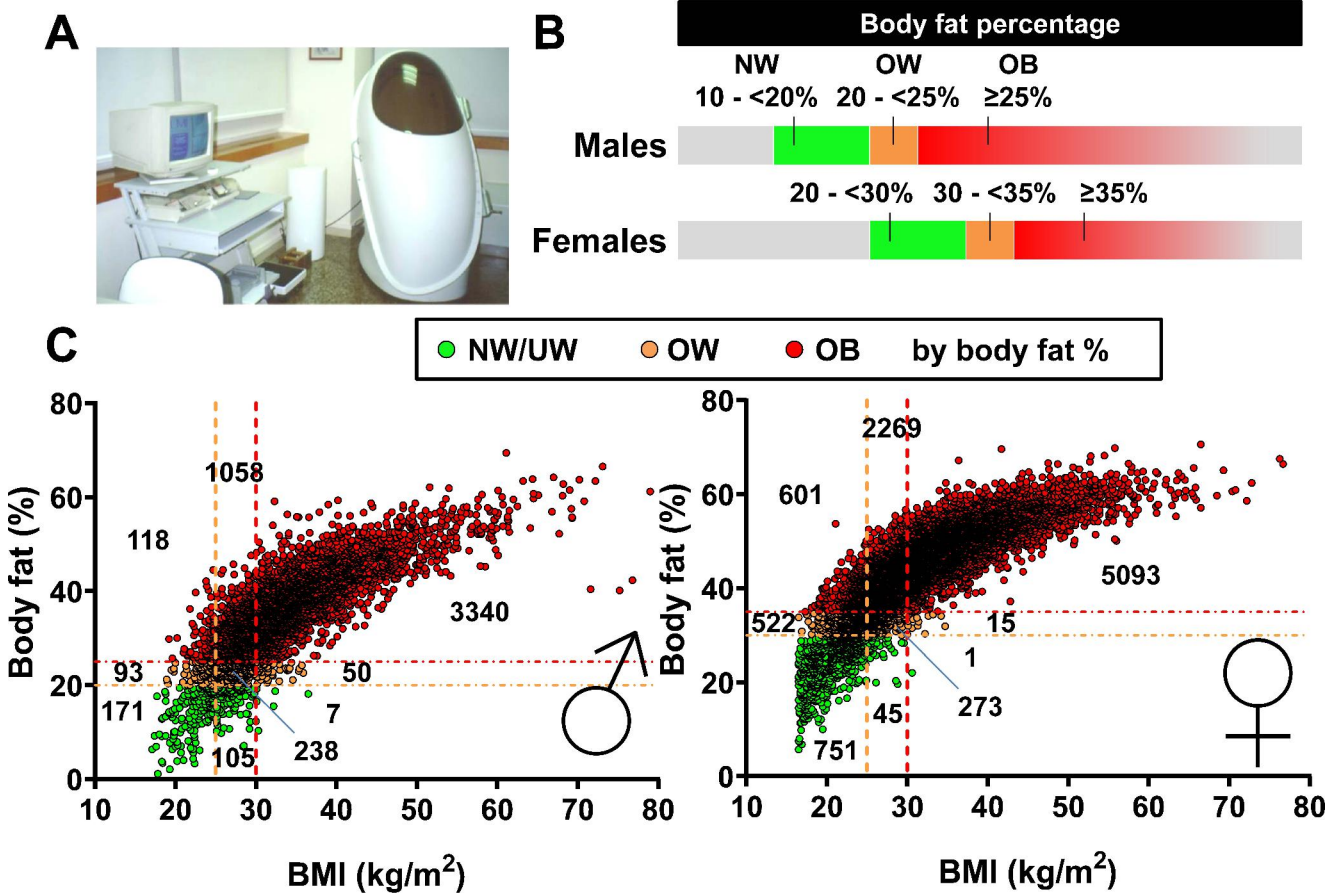 A
B
Body fat percentage
NW OW OB
10 - <20% 20 - <25% ≥25%
Males
20 - <30% 30 - <35% ≥35%
Females
C
NW/UW OW OB by body fat %
80
60
40
20
0
Body fat (%)
10 20 30 40 50 60 70 80
BMI (kg/m²)
1058
118
3340
93
50
171
7
105
238
80
60
40
20
0
Body fat (%)
10 20 30 40 50 60 70 80
BMI (kg/m²)
2269
601
5093
522
15
1
45
273
751